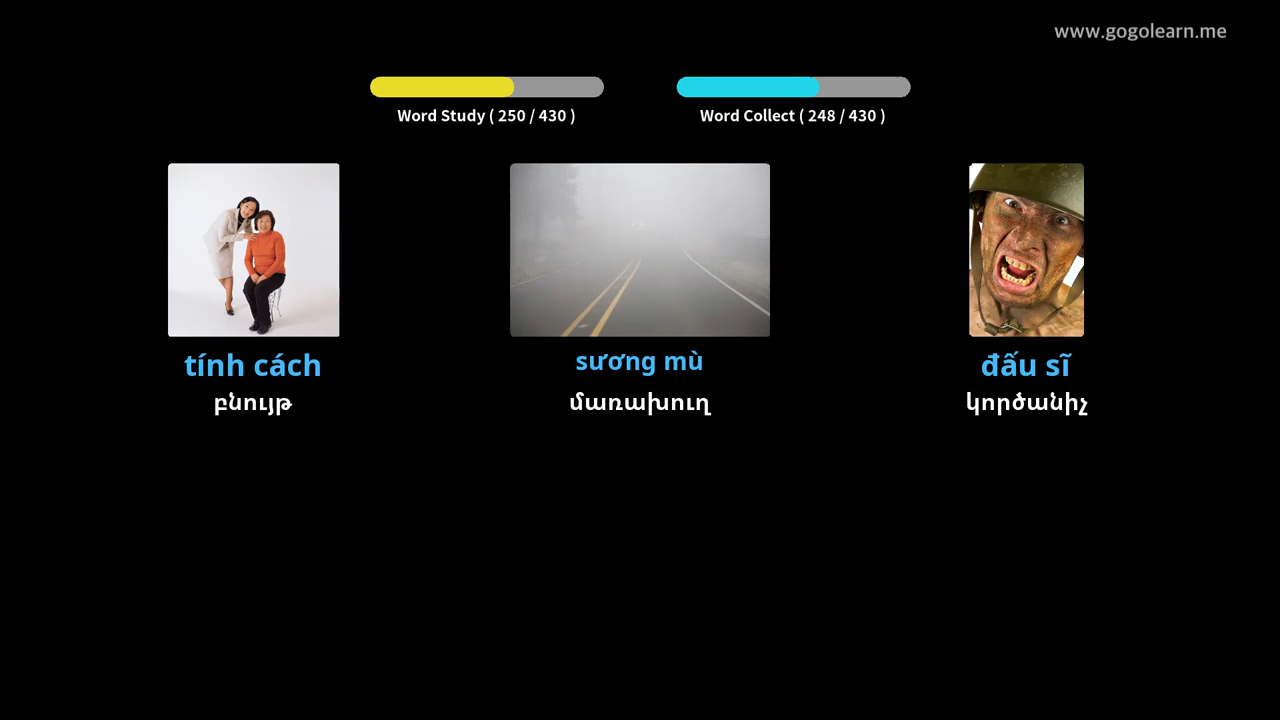 www.gogolearn.me
Word Study ( 250 / 430 )
Word Collect ( 248 / 430 )
tính cách
sương mù
đấu sĩ
բնույթ
մառախուղ
կործանիչ